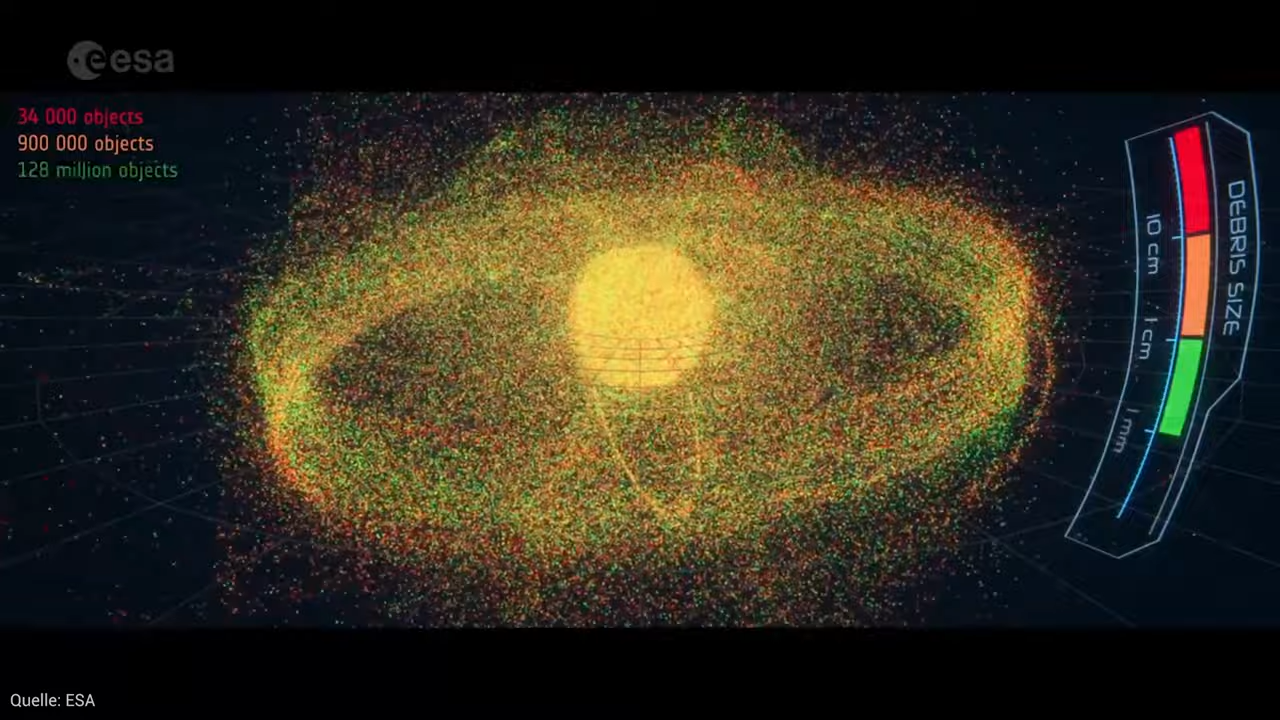 esa
34 000 objects
900 000 objects
128 million objects
DEBRIS SIZE
10 cm
1 cm
1 mm
Quelle: ESA